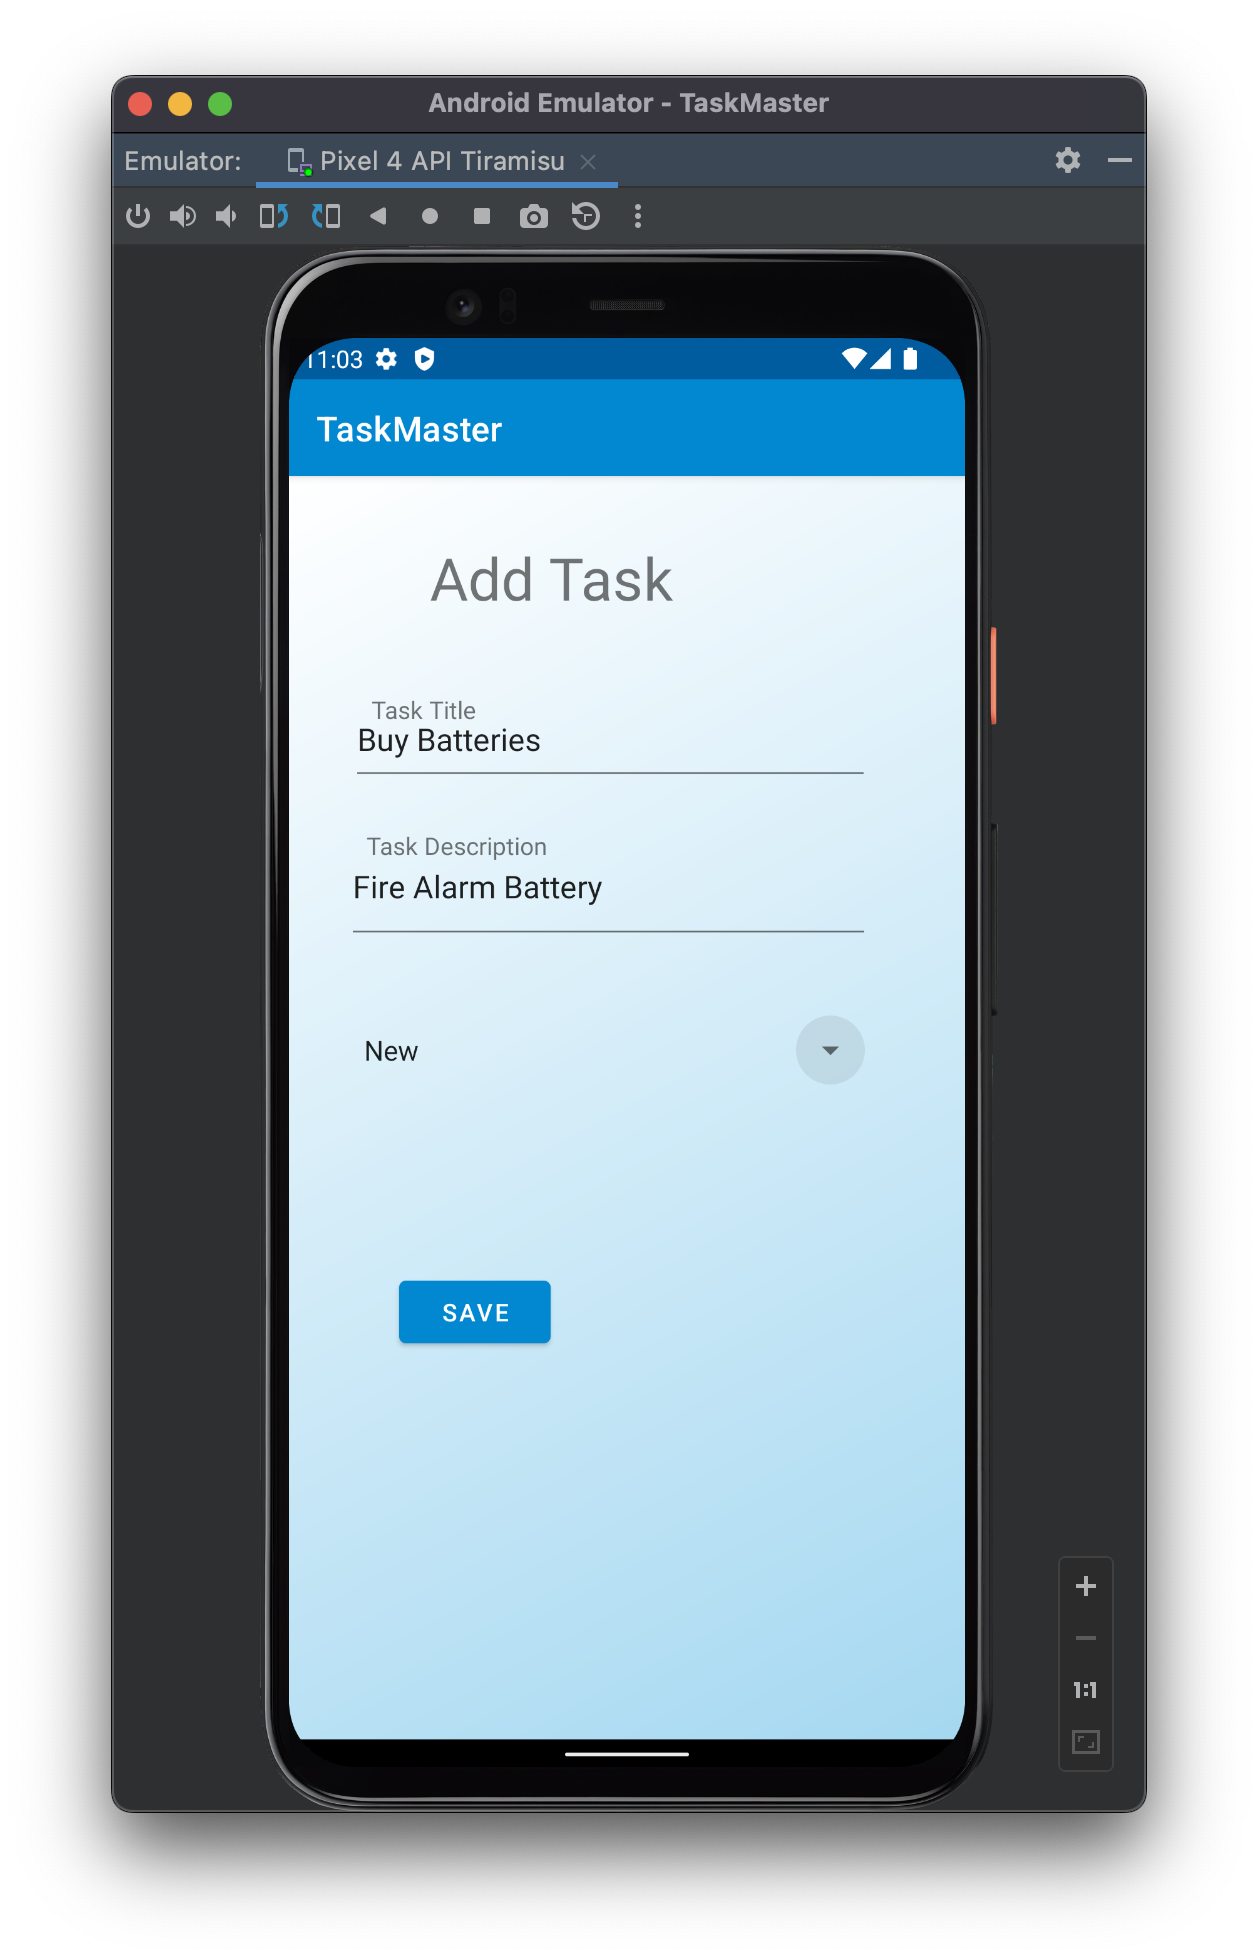 Android Emulator - TaskMaster
Emulator: Pixel 4 API Tiramisu
11:03
TaskMaster
Add Task
Task Title
Buy Batteries
Task Description
Fire Alarm Battery
New
SAVE
1:1